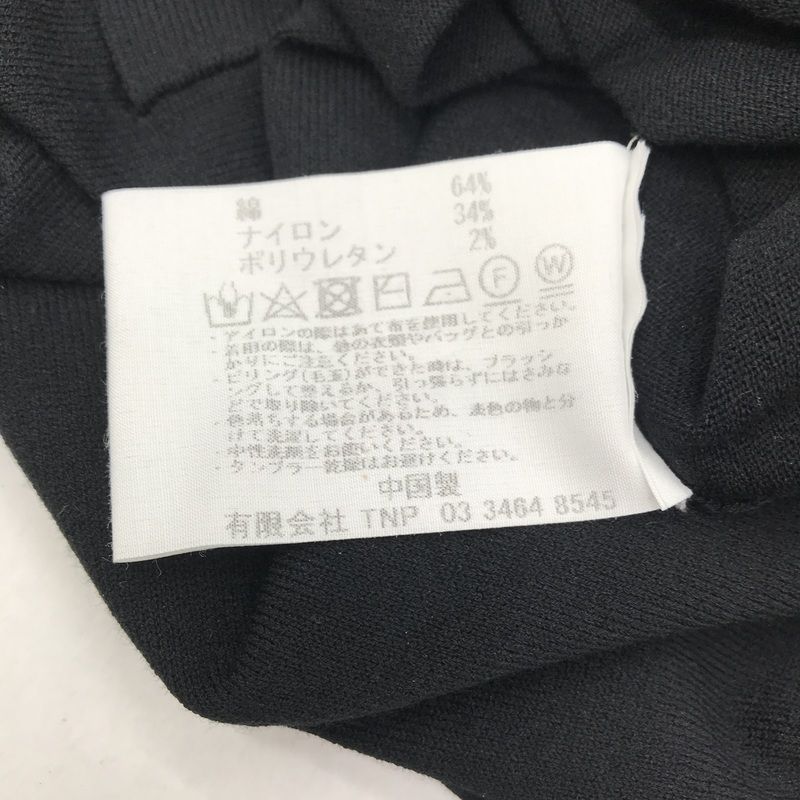 綿 64%
ナイロン 34%
ポリウレタン 2%
F W
・アイロンの際はあて布を使用してください。
・着用の際は、他の衣類やバッグとの引っか
かりにご注意ください。
・ピリング(毛玉)ができた時は、ブラッシ
ングして整えるか、引っ張らずにはさみな
どで取り除いてください。
・色落ちする場合があるため、淡色の物と分
けて洗濯してください。
・中性洗剤をお使いください。
・タンブラー乾燥はお避けください。
中国製
有限会社 TNP 03 3464 8545